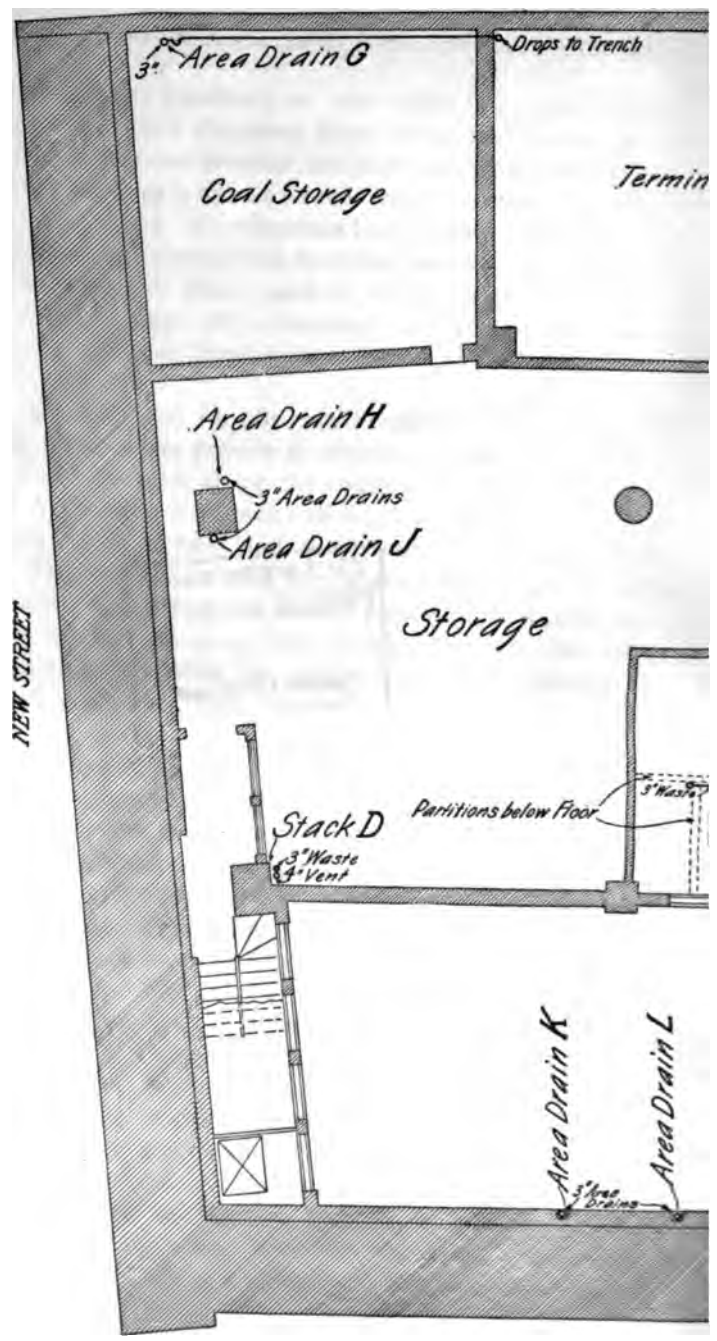 Drops to Trench
3"
Area Drain G
Coal Storage
Termin
Area Drain H
3" Area Drains
Area Drain J
Storage
NEW STREET
3" Waste
Partitions below Floor
Stack D
3" Waste
4" Vent
Area Drain K
Area Drain L
3" Area
Drains